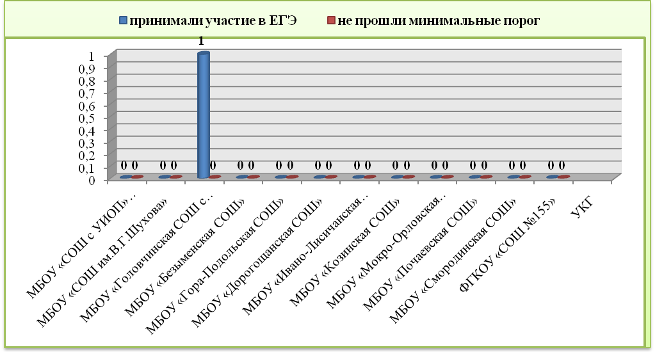 принимали участие в ЕГЭ не прошли минимальные порог
1
1
0,9
0,8
0,7
0,6
0,5
0,4
0,3
0,2
0,1
0
0 0 0 0 0 0 0 0 0 0 0 0 0 0 0 0 0 0 0 0 0 0 0
МБОУ «СОШ с УИОП»..
МБОУ «СОШ им.В.Г.Шухова»
МБОУ «Головчинская СОШ с..
МБОУ «Безыменская СОШ»
МБОУ «Гора-Подольская СОШ»
МБОУ «Дорогощанская СОШ»
МБОУ «Ивано-Лисичанская..
МБОУ «Козинская СОШ»
МБОУ «Мокро-Орловская..
МБОУ «Почаевская СОШ»
МБОУ «Смородинская СОШ»
ФГКОУ «СОШ №155»
УКГ